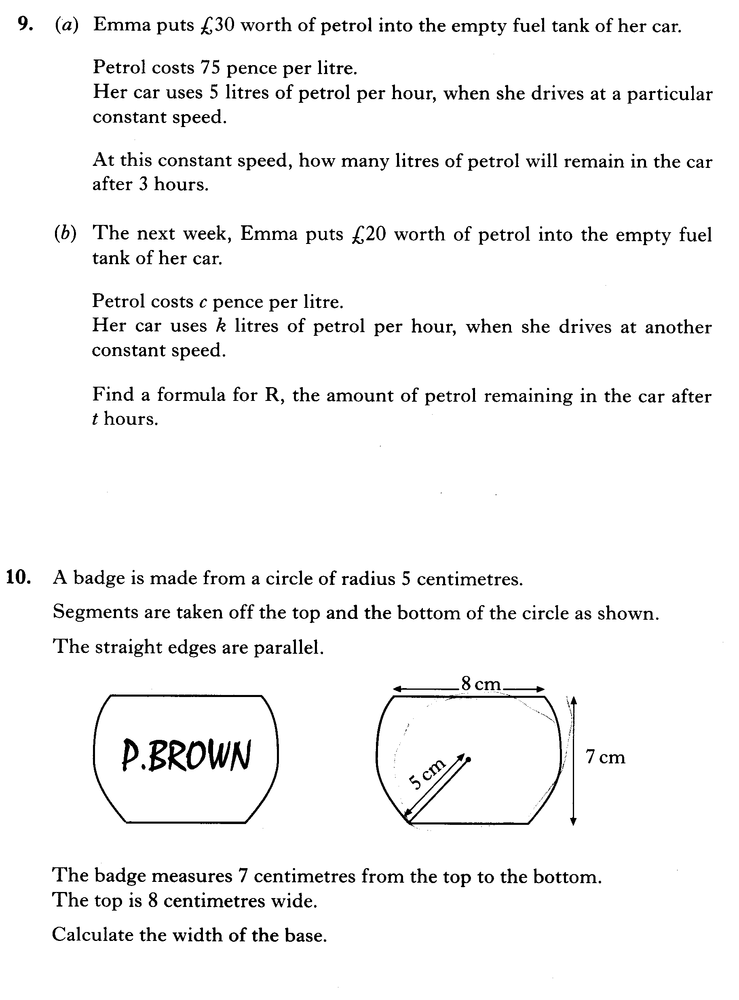 9. (a) Emma puts £30 worth of petrol into the empty fuel tank of her car.
Petrol costs 75 pence per litre.
Her car uses 5 litres of petrol per hour, when she drives at a particular
constant speed.
At this constant speed, how many litres of petrol will remain in the car
after 3 hours.
(b) The next week, Emma puts £20 worth of petrol into the empty fuel
tank of her car.
Petrol costs c pence per litre.
Her car uses k litres of petrol per hour, when she drives at another
constant speed.
Find a formula for R, the amount of petrol remaining in the car after
t hours.
10. A badge is made from a circle of radius 5 centimetres.
Segments are taken off the top and the bottom of the circle as shown.
The straight edges are parallel.
P.BROWN
8 cm
5 cm
7 cm
The badge measures 7 centimetres from the top to the bottom.
The top is 8 centimetres wide.
Calculate the width of the base.